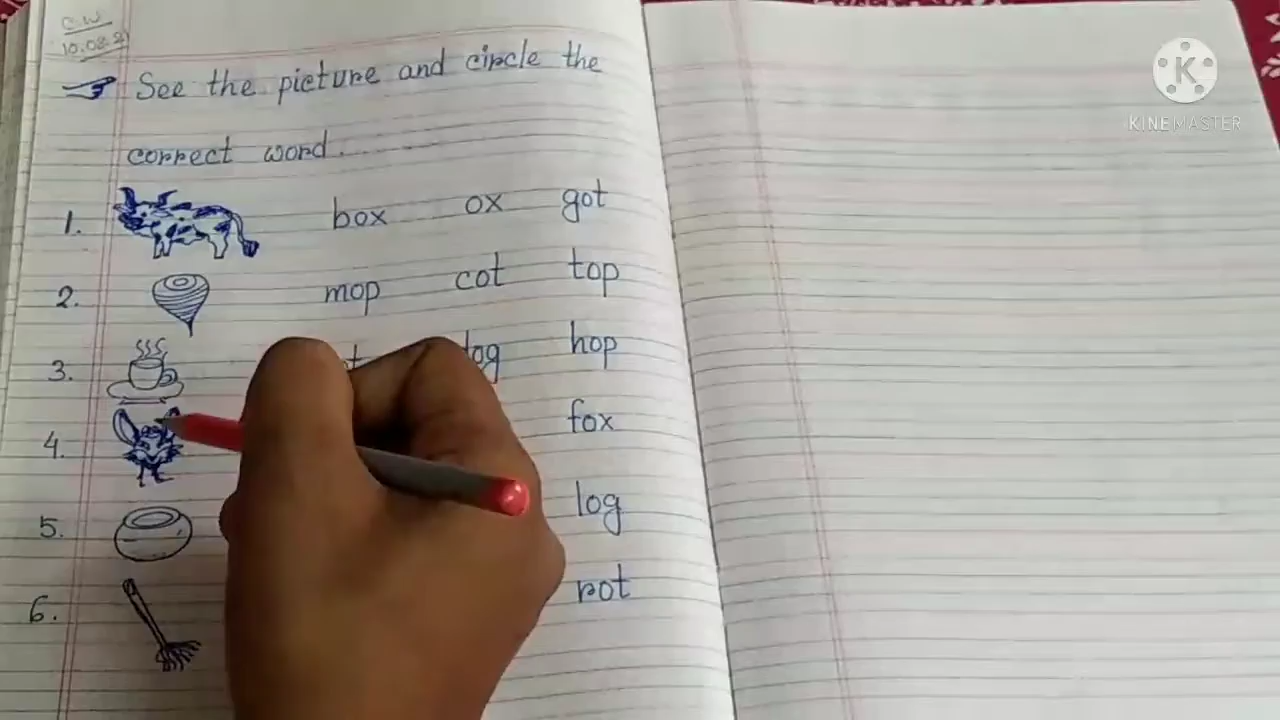 C.W
10.08.21
See the picture and circle the
correct word.
1. box ox got
2. mop cot top
3. hop
4. fox
5. log
6. rot
K
KINEMASTER